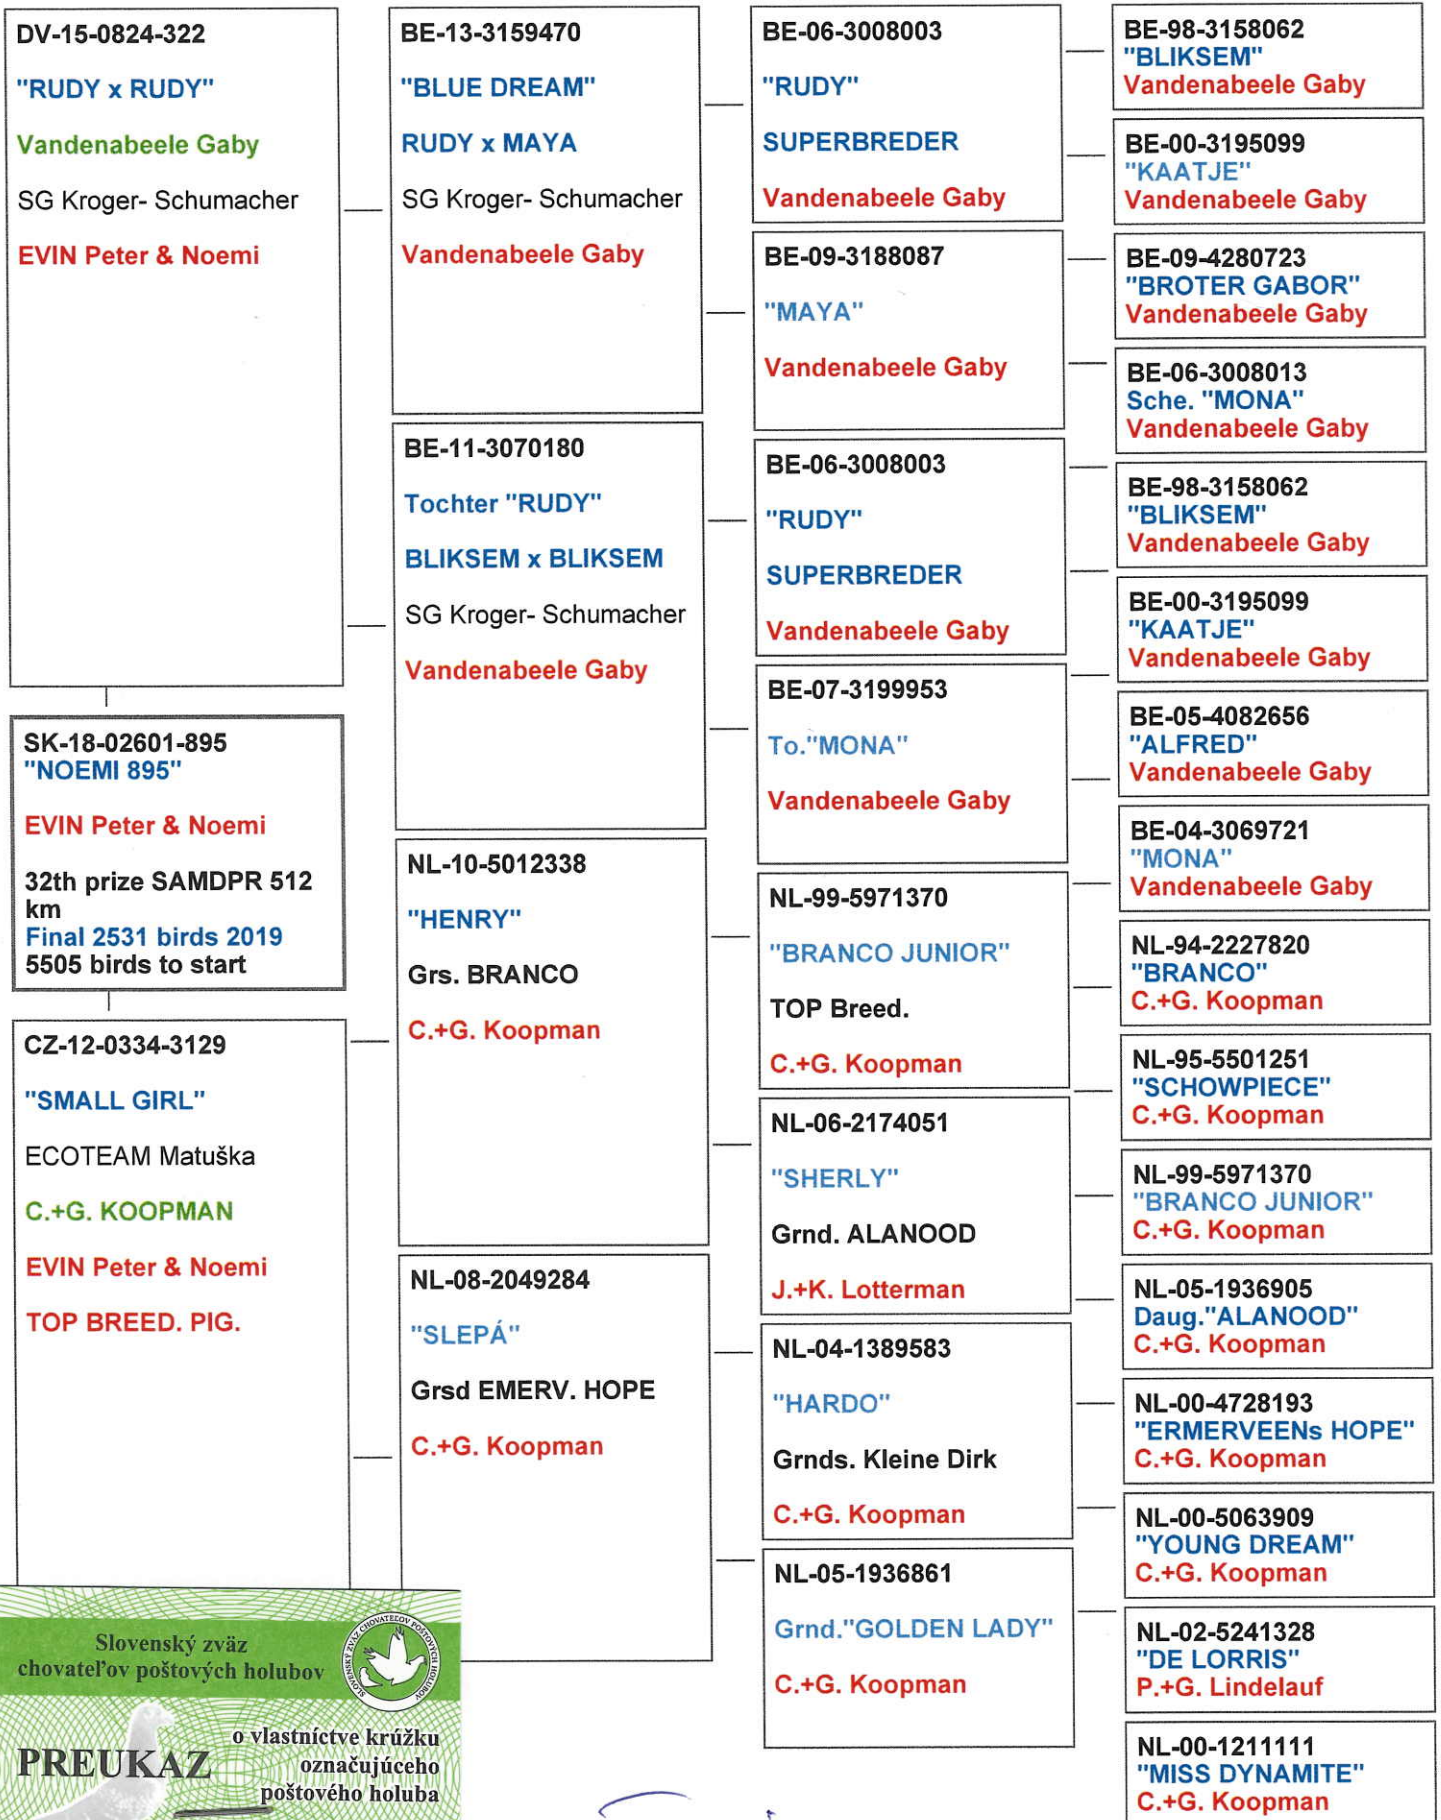 DV-15-0824-322
"RUDY x RUDY"
Vandenabeele Gaby
SG Kroger- Schumacher
EVIN Peter & Noemi
SK-18-02601-895
"NOEMI 895"
EVIN Peter & Noemi
32th prize SAMDPR 512
km
Final 2531 birds 2019
5505 birds to start
CZ-12-0334-3129
"SMALL GIRL"
ECOTEAM Matuška
C.+G. KOOPMAN
EVIN Peter & Noemi
TOP BREED. PIG.
BE-13-3159470
"BLUE DREAM"
RUDY x MAYA
SG Kroger- Schumacher
Vandenabeele Gaby
BE-11-3070180
Tochter "RUDY"
BLIKSEM x BLIKSEM
SG Kroger- Schumacher
Vandenabeele Gaby
NL-10-5012338
"HENRY"
Grs. BRANCO
C.+G. Koopman
NL-08-2049284
"SLEPÁ"
Grsd EMERV. HOPE
C.+G. Koopman
BE-06-3008003
"RUDY"
SUPERBREDER
Vandenabeele Gaby
BE-09-3188087
"MAYA"
Vandenabeele Gaby
BE-06-3008003
"RUDY"
SUPERBREDER
Vandenabeele Gaby
BE-07-3199953
To."MONA"
Vandenabeele Gaby
NL-99-5971370
"BRANCO JUNIOR"
TOP Breed.
C.+G. Koopman
NL-06-2174051
"SHERLY"
Grnd. ALANOOD
J.+K. Lotterman
NL-04-1389583
"HARDO"
Grnds. Kleine Dirk
C.+G. Koopman
NL-05-1936861
Grnd."GOLDEN LADY"
C.+G. Koopman
BE-98-3158062
"BLIKSEM"
Vandenabeele Gaby
BE-00-3195099
"KAATJE"
Vandenabeele Gaby
BE-09-4280723
"BROTER GABOR"
Vandenabeele Gaby
BE-06-3008013
Sche. "MONA"
Vandenabeele Gaby
BE-98-3158062
"BLIKSEM"
Vandenabeele Gaby
BE-00-3195099
"KAATJE"
Vandenabeele Gaby
BE-05-4082656
"ALFRED"
Vandenabeele Gaby
BE-04-3069721
"MONA"
Vandenabeele Gaby
NL-94-2227820
"BRANCO"
C.+G. Koopman
NL-95-5501251
"SCHOWPIECE"
C.+G. Koopman
NL-99-5971370
"BRANCO JUNIOR"
C.+G. Koopman
NL-05-1936905
Daug."ALANOOD"
C.+G. Koopman
NL-00-4728193
"ERMERVEENs HOPE"
C.+G. Koopman
NL-00-5063909
"YOUNG DREAM"
C.+G. Koopman
NL-02-5241328
"DE LORRIS"
P.+G. Lindelauf
NL-00-1211111
"MISS DYNAMITE"
C.+G. Koopman
Slovenský zväz
chovateľov poštových holubov
SLOVENSKÝ ZVÄZ CHOVATEĽOV POŠTOVÝCH HOLUBOV
PREUKAZ
o vlastníctve krúžku
označujúceho
poštového holuba